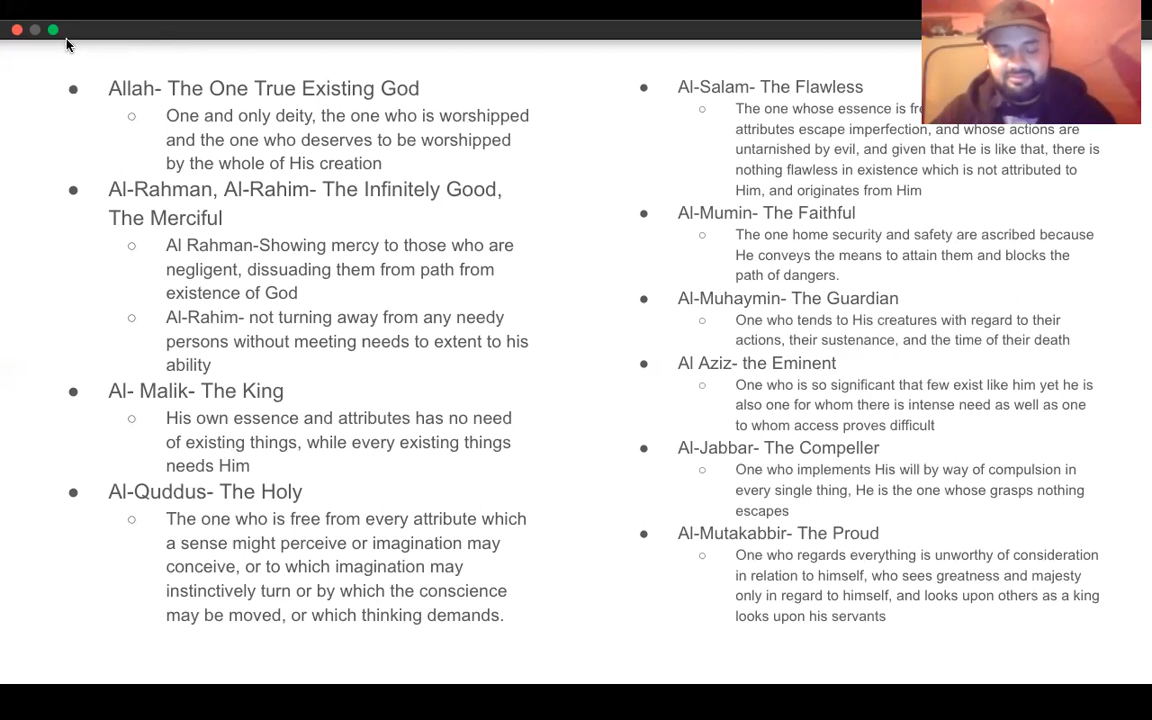 Allah- The One True Existing God
One and only deity, the one who is worshipped
and the one who deserves to be worshipped
by the whole of His creation
Al-Rahman, Al-Rahim- The Infinitely Good,
The Merciful
Al Rahman-Showing mercy to those who are
negligent, dissuading them from path from
existence of God
Al-Rahim- not turning away from any needy
persons without meeting needs to extent to his
ability
Al- Malik- The King
His own essence and attributes has no need
of existing things, while every existing things
needs Him
Al-Quddus- The Holy
The one who is free from every attribute which
a sense might perceive or imagination may
conceive, or to which imagination may
instinctively turn or by which the conscience
may be moved, or which thinking demands.
Al-Salam- The Flawless
The one whose essence is
attributes escape imperfection, and whose actions are
untarnished by evil, and given that He is like that, there is
nothing flawless in existence which is not attributed to
Him, and originates from Him
Al-Mumin- The Faithful
The one home security and safety are ascribed because
He conveys the means to attain them and blocks the
path of dangers.
Al-Muhaymin- The Guardian
One who tends to His creatures with regard to their
actions, their sustenance, and the time of their death
Al Aziz- the Eminent
One who is so significant that few exist like him yet he is
also one for whom there is intense need as well as one
to whom access proves difficult
Al-Jabbar- The Compeller
One who implements His will by way of compulsion in
every single thing, He is the one whose grasps nothing
escapes
Al-Mutakabbir- The Proud
One who regards everything is unworthy of consideration
in relation to himself, who sees greatness and majesty
only in regard to himself, and looks upon others as a king
looks upon his servants